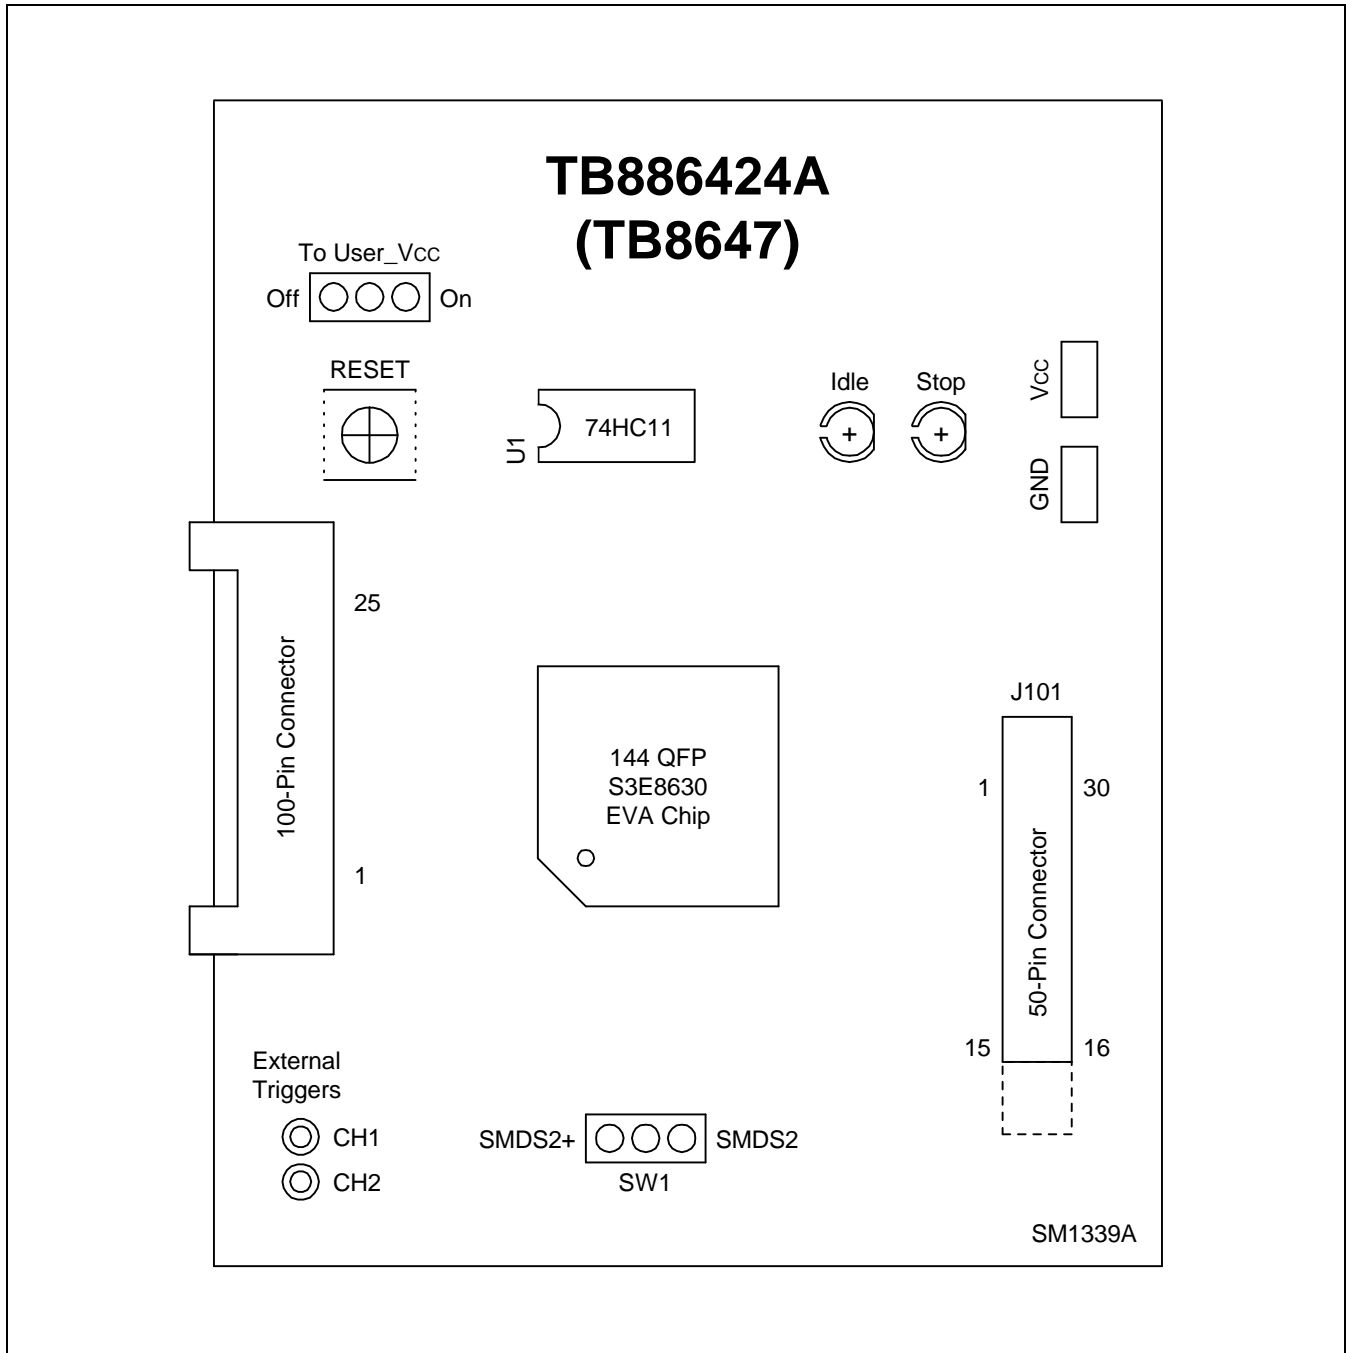 TB886424A
(TB8647)
To User_Vcc
Off
On
RESET
U1
74HC11
Idle
Stop
Vcc
GND
25
100-Pin Connector
1
144 QFP
S3E8630
EVA Chip
J101
1
30
50-Pin Connector
15
16
External
Triggers
CH1
CH2
SMDS2+
SMDS2
SW1
SM1339A